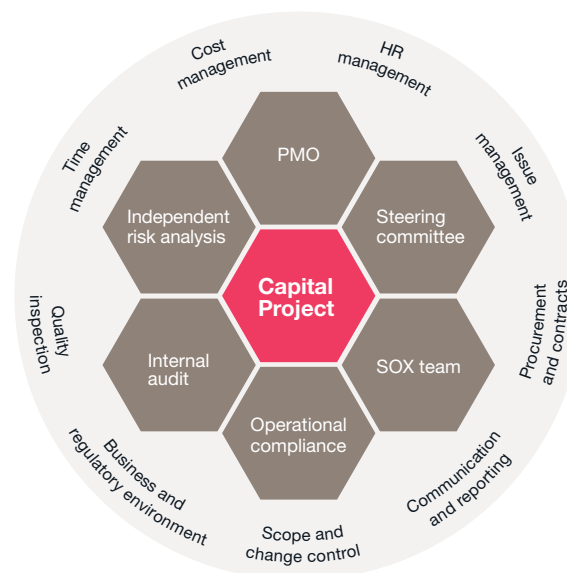 Cost
management
HR
management
Time
management
Issue
management
PMO
Independent
risk analysis
Steering
committee
Capital
Project
Quality
inspection
Procurement
and contracts
Internal
audit
SOX team
Operational
compliance
Business and
regulatory environment
Communication
and reporting
Scope and
change control